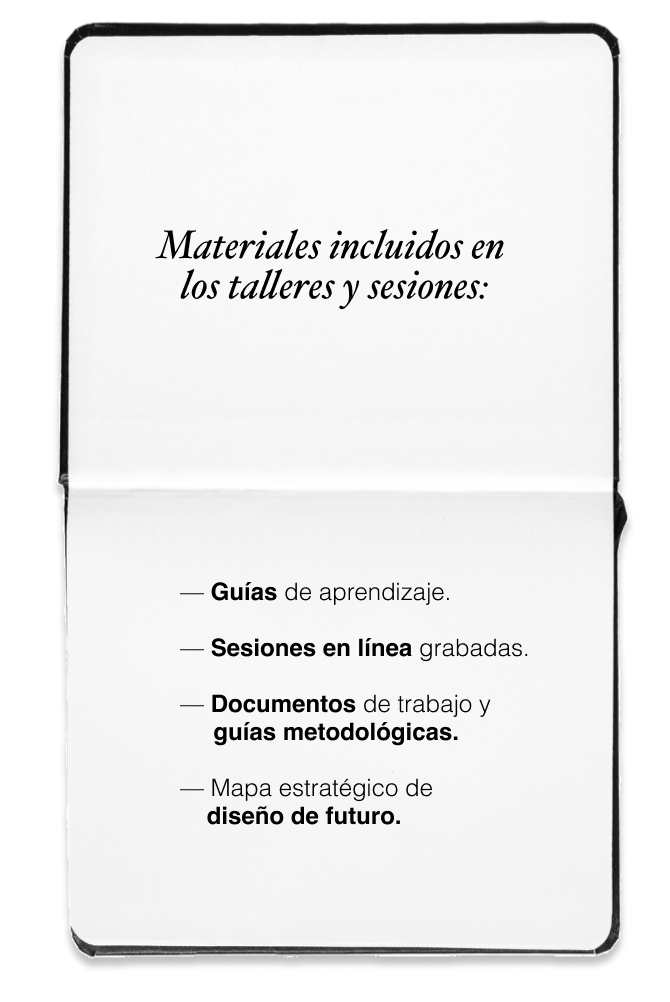 Materiales incluidos en
los talleres y sesiones:
— Guías de aprendizaje.
— Sesiones en línea grabadas.
— Documentos de trabajo y
guías metodológicas.
— Mapa estratégico de
diseño de futuro.